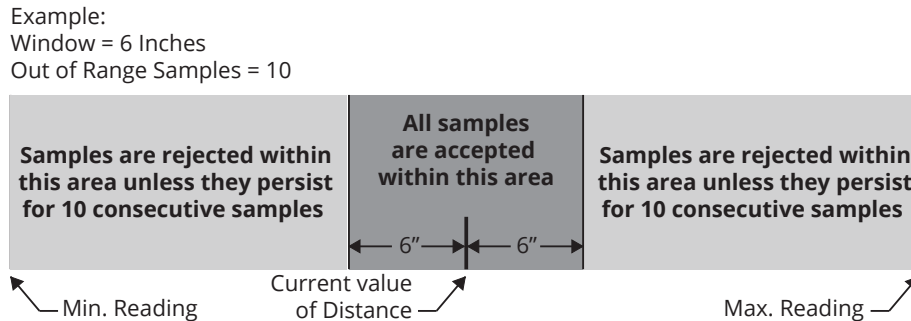 Example:
Window = 6 Inches
Out of Range Samples = 10
Samples are rejected within
this area unless they persist
for 10 consecutive samples
All samples
are accepted
within this area
Samples are rejected within
this area unless they persist
for 10 consecutive samples
6”
6”
Min. Reading
Current value
of Distance
Max. Reading